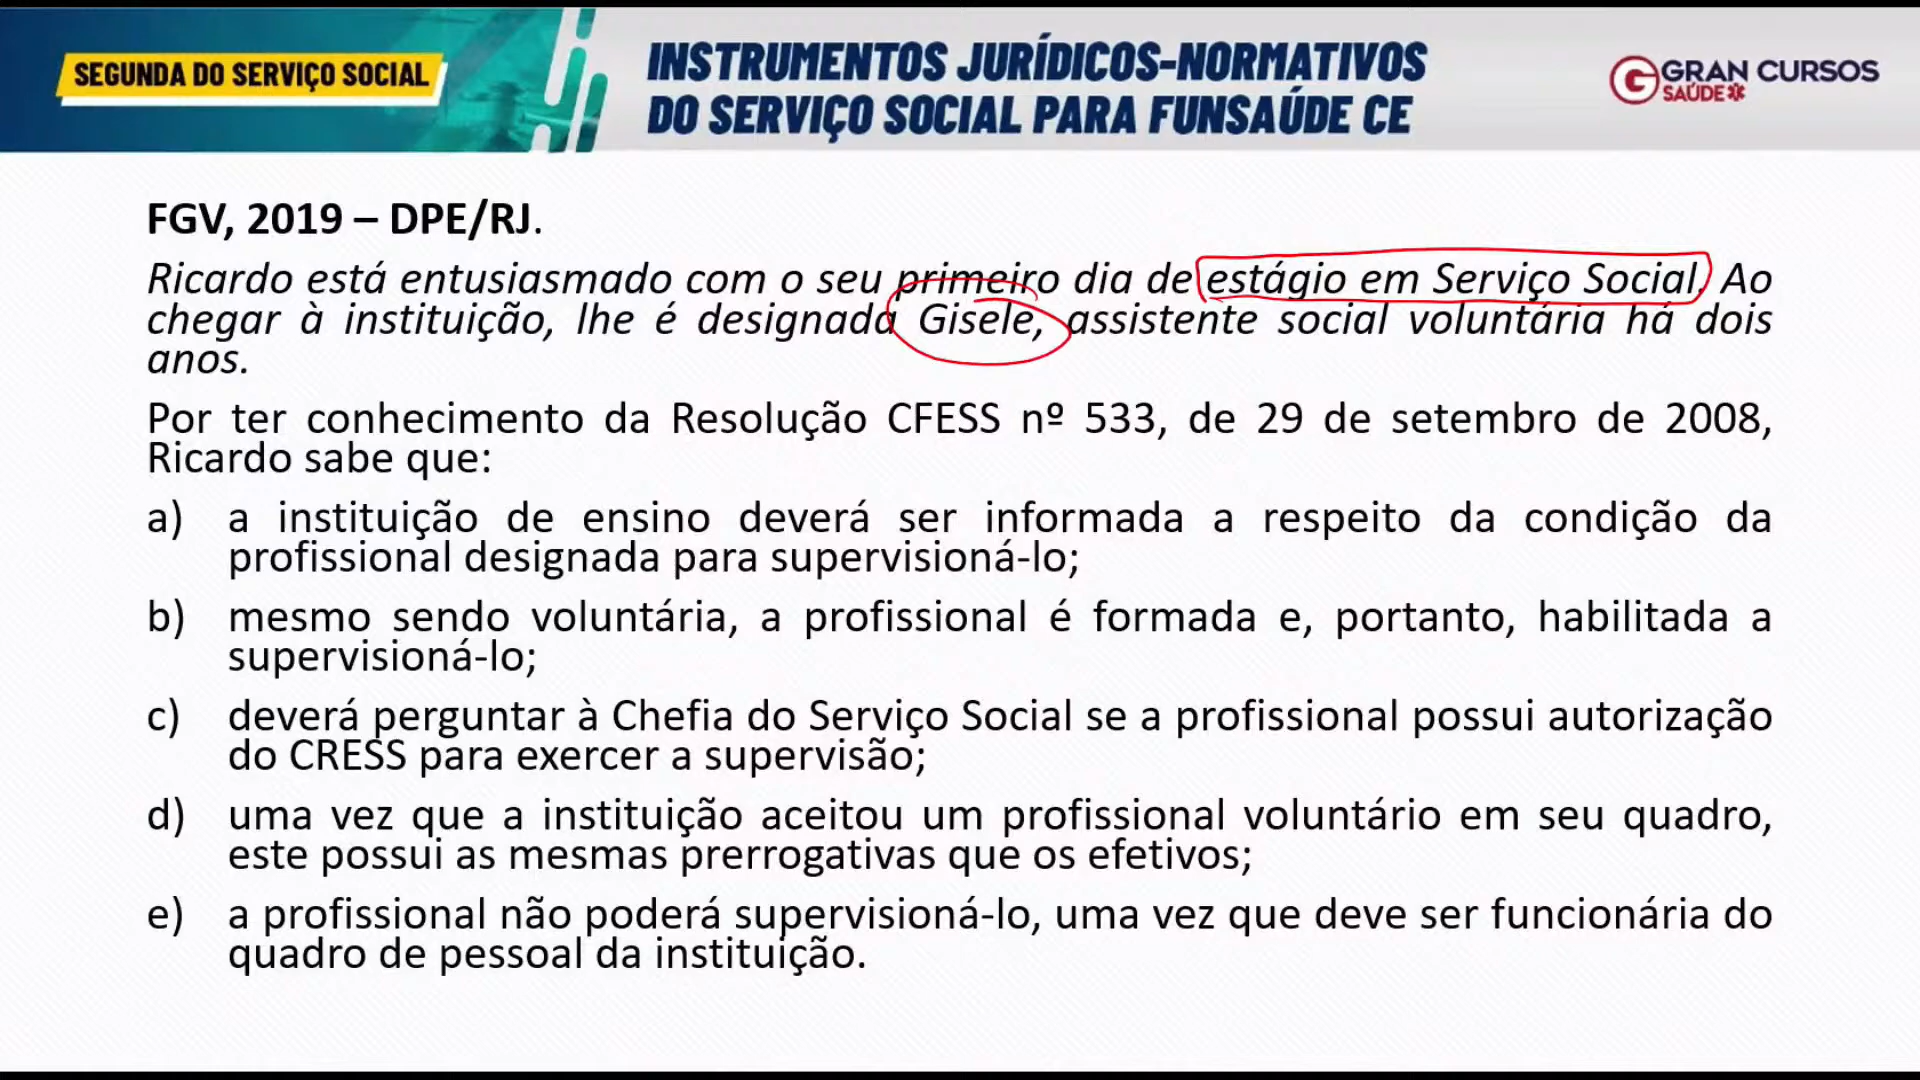 SEGUNDA DO SERVIÇO SOCIAL
INSTRUMENTOS JURÍDICOS-NORMATIVOS
DO SERVIÇO SOCIAL PARA FUNSAÚDE CE
G GRAN CURSOS
SAÚDE
FGV, 2019 – DPE/RJ.
Ricardo está entusiasmado com o seu primeiro dia de estágio em Serviço Social. Ao
chegar à instituição, lhe é designada Gisele, assistente social voluntária há dois
anos.
Por ter conhecimento da Resolução CFESS nº 533, de 29 de setembro de 2008,
Ricardo sabe que:
a) a instituição de ensino deverá ser informada a respeito da condição da
profissional designada para supervisioná-lo;
b) mesmo sendo voluntária, a profissional é formada e, portanto, habilitada a
supervisioná-lo;
c) deverá perguntar à Chefia do Serviço Social se a profissional possui autorização
do CRESS para exercer a supervisão;
d) uma vez que a instituição aceitou um profissional voluntário em seu quadro,
este possui as mesmas prerrogativas que os efetivos;
e) a profissional não poderá supervisioná-lo, uma vez que deve ser funcionária do
quadro de pessoal da instituição.